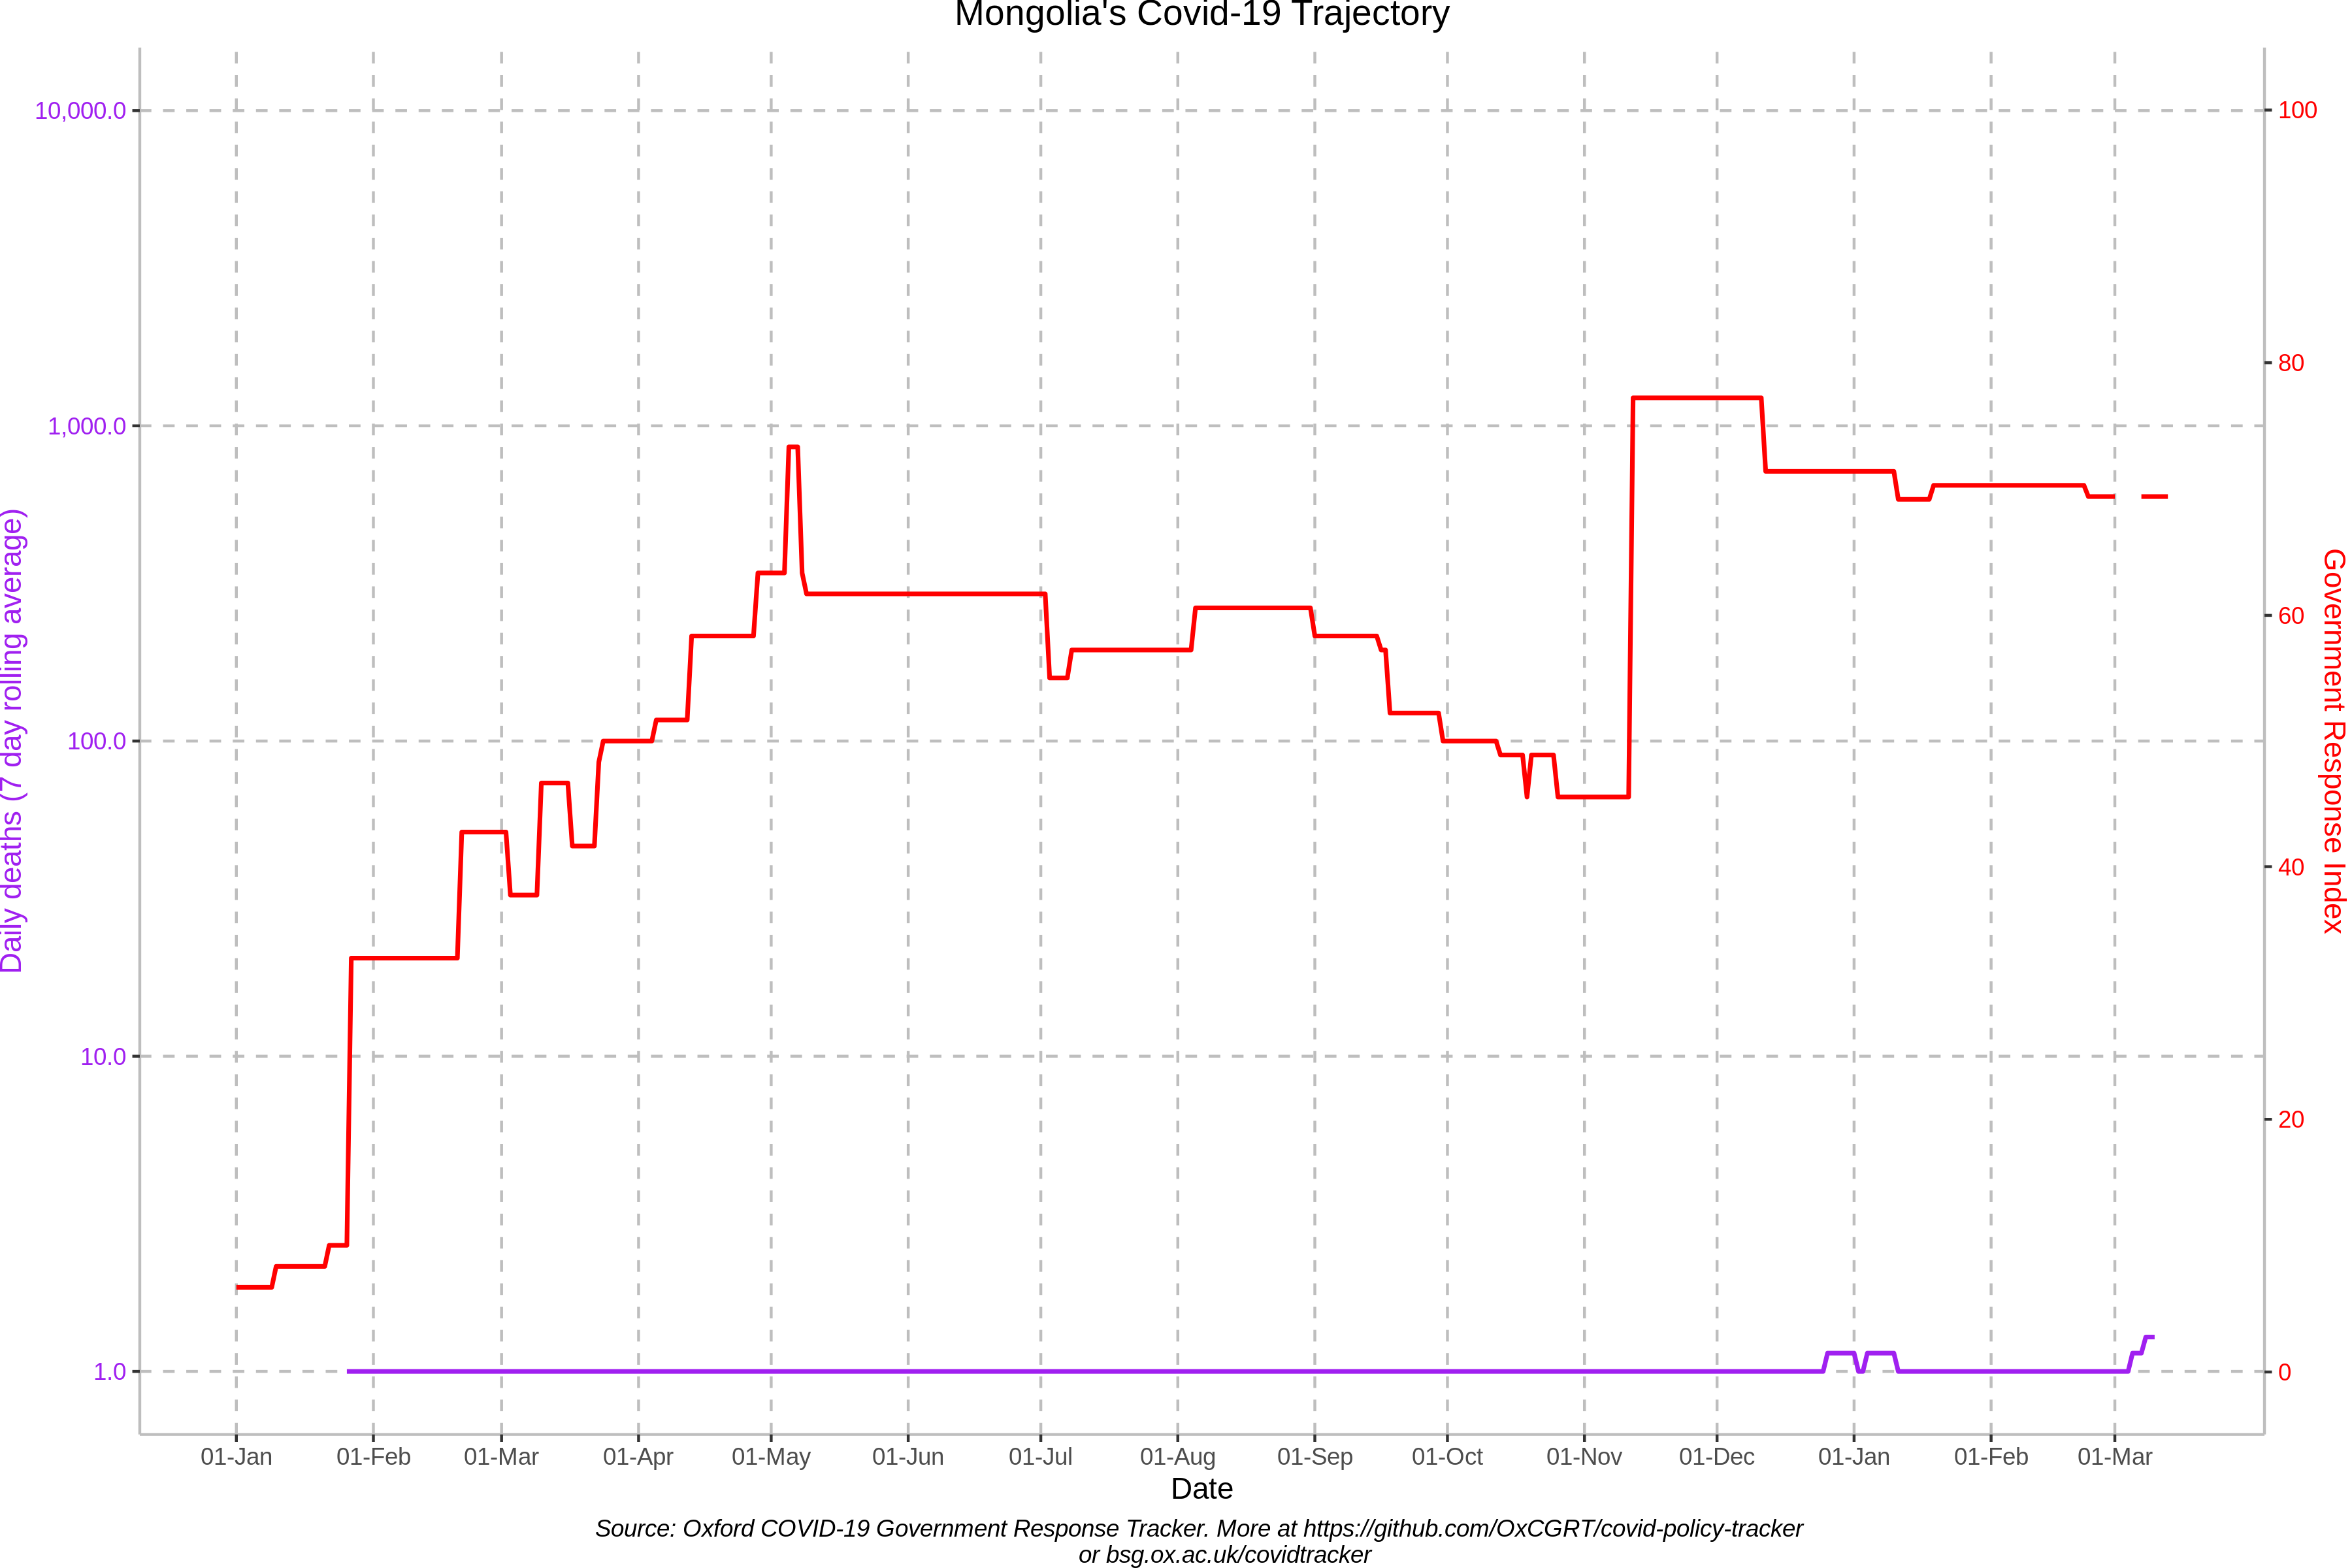 Mongolia's Covid-19 Trajectory
10,000.0
1,000.0
100.0
10.0
1.0
Daily deaths (7 day rolling average)
100
80
60
40
20
0
Government Response Index
01-Jan 01-Feb 01-Mar 01-Apr 01-May 01-Jun 01-Jul 01-Aug 01-Sep 01-Oct 01-Nov 01-Dec 01-Jan 01-Feb 01-Mar
Date
Source: Oxford COVID-19 Government Response Tracker. More at https://github.com/OxCGRT/covid-policy-tracker
or bsg.ox.ac.uk/covidtracker